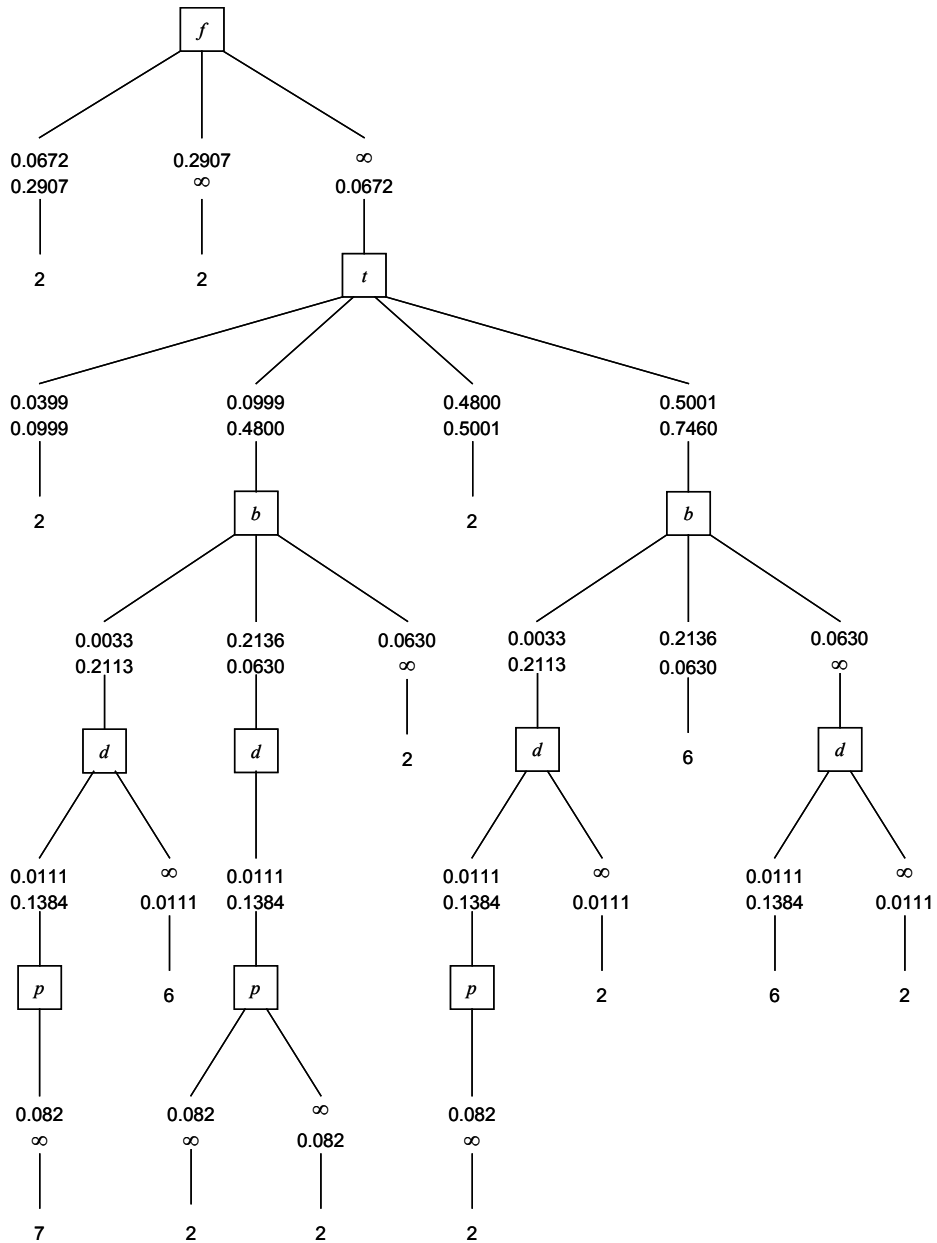 f
0.0672 0.2907 ∞
0.2907 ∞ 0.0672
2 2 t
0.0399 0.0999 0.4800 0.5001
0.0999 0.4800 0.5001 0.7460
2 b 2 b
0.0033 0.2136 0.0630 0.0033 0.2136 0.0630
0.2113 0.0630 ∞ 0.2113 0.0630 ∞
d d 2 d 6 d
0.0111 ∞ 0.0111 0.0111 ∞ 0.0111 ∞
0.1384 0.0111 0.1384 0.1384 0.0111 0.1384 0.0111
p 6 p p 2 6 2
0.082 0.082 ∞ 0.082
∞ ∞ 0.082 ∞
7 2 2 2